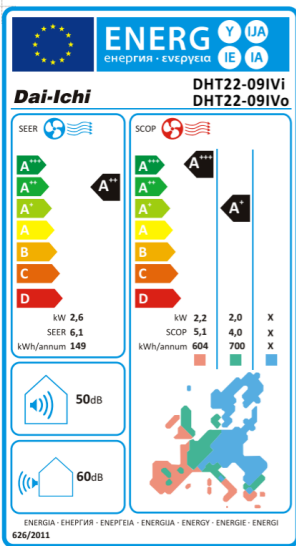 ENERG
Y IJA
IE IA
енергия · ενεργεια
Dai-Ichi
DHT22-09IVi
DHT22-09IVo
SEER
A+++
A++
A+
A
B
C
D
A++
kW 2,6
SEER 6,1
kWh/annum 149
SCOP
A+++
A++
A+
A
B
C
D
A+++
A+
kW 2,2 2,0 X
SCOP 5,1 4,0 X
kWh/annum 604 700 X
50dB
60dB
ENERGIA · ЕНЕРГИЯ · ΕΝΕΡΓΕΙΑ · ENERGIJA · ENERGY · ENERGIE · ENERGI
626/2011